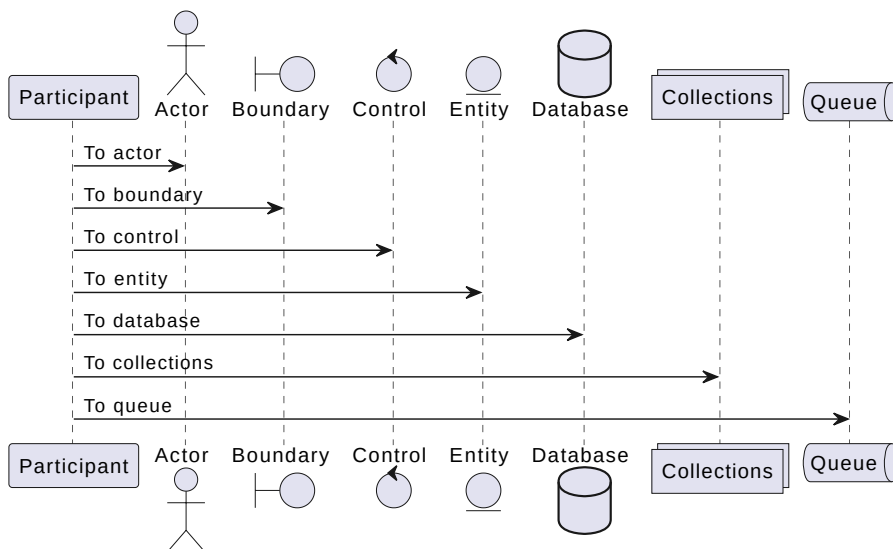 Participant
Actor
Boundary
Control
Entity
Database
Collections
Queue
To actor
To boundary
To control
To entity
To database
To collections
To queue
Participant
Actor
Boundary
Control
Entity
Database
Collections
Queue